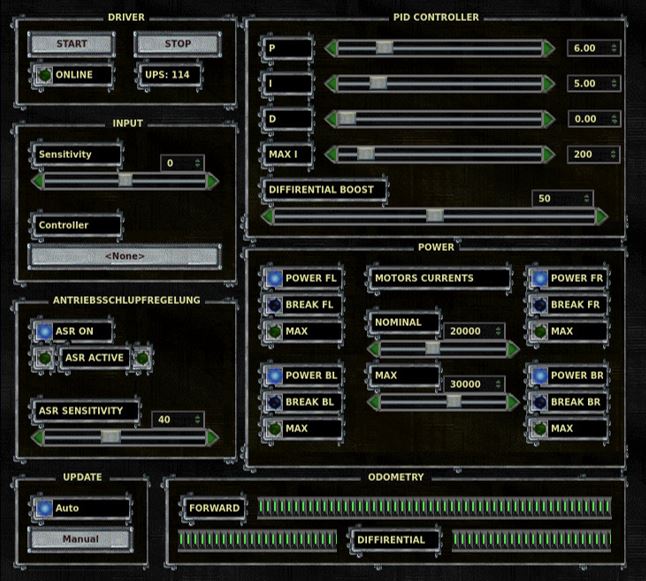 DRIVER
START
STOP
ONLINE
UPS: 114
INPUT
Sensitivity
0
Controller
<None>
ANTRIEBSSCHLUPFREGELUNG
ASR ON
ASR ACTIVE
ASR SENSITIVITY
40
UPDATE
Auto
Manual
PID CONTROLLER
P
6.00
I
5.00
D
0.00
MAX I
200
DIFFIRENTIAL BOOST
50
POWER
POWER FL
MOTORS CURRENTS
POWER FR
BREAK FL
BREAK FR
MAX
NOMINAL
20000
MAX
POWER BL
MAX
30000
POWER BR
BREAK BL
BREAK BR
MAX
MAX
ODOMETRY
FORWARD
DIFFIRENTIAL